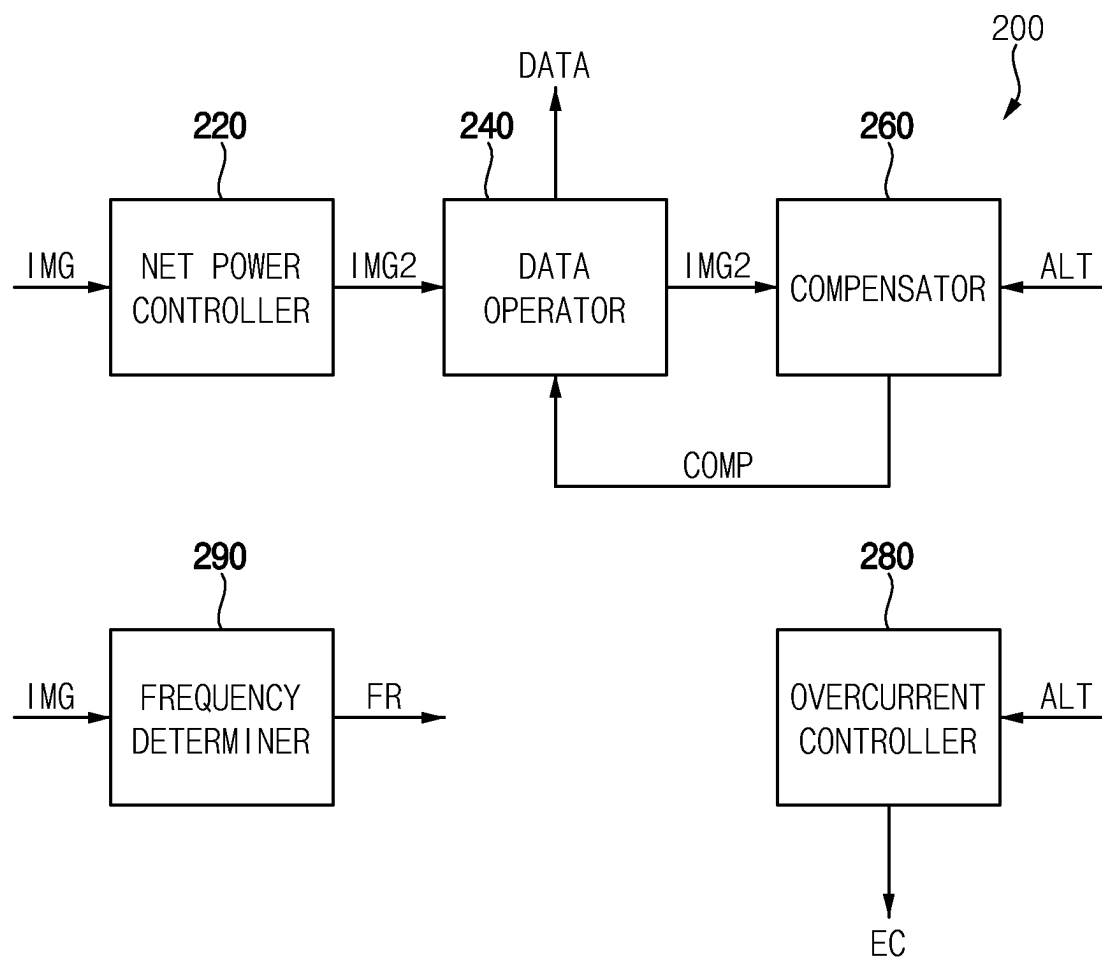 200
DATA
220
240
260
IMG
NET POWER
CONTROLLER
IMG2
DATA
OPERATOR
IMG2
COMPENSATOR
ALT
COMP
290
280
IMG
FREQUENCY
DETERMINER
FR
OVERCURRENT
CONTROLLER
ALT
EC